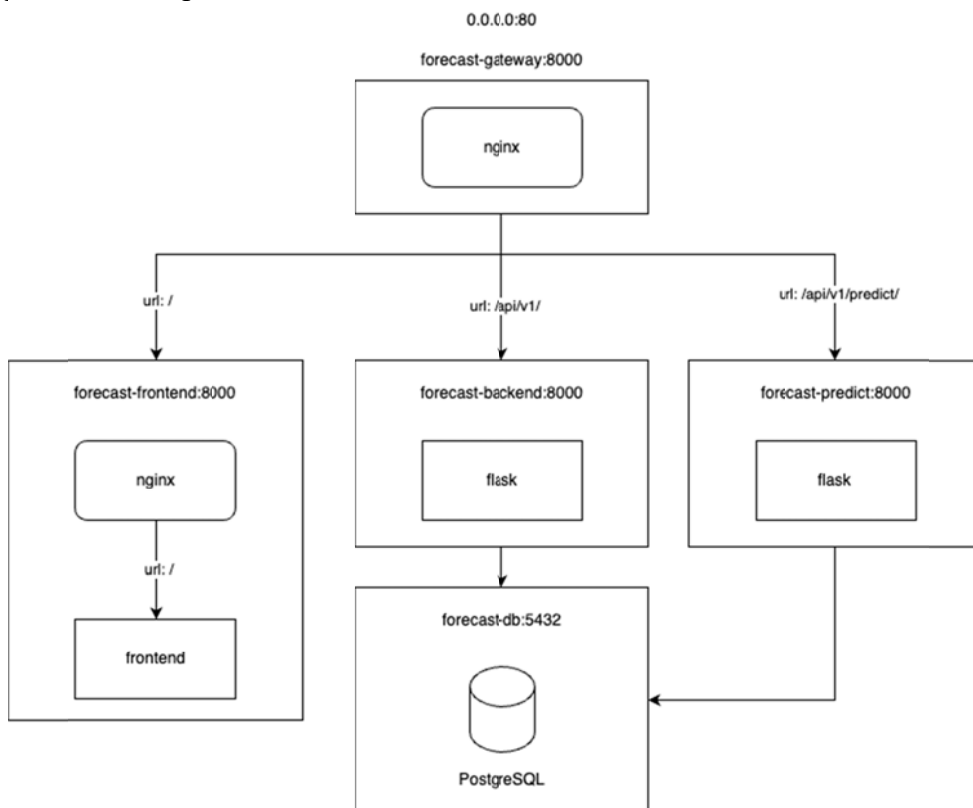 0.0.0.0:80
forecast-gateway:8000
nginx
url: /
url: /api/v1/
url: /api/v1/predict/
forecast-frontend:8000
nginx
url: /
frontend
forecast-backend:8000
flask
forecast-predict:8000
flask
forecast-db:5432
PostgreSQL